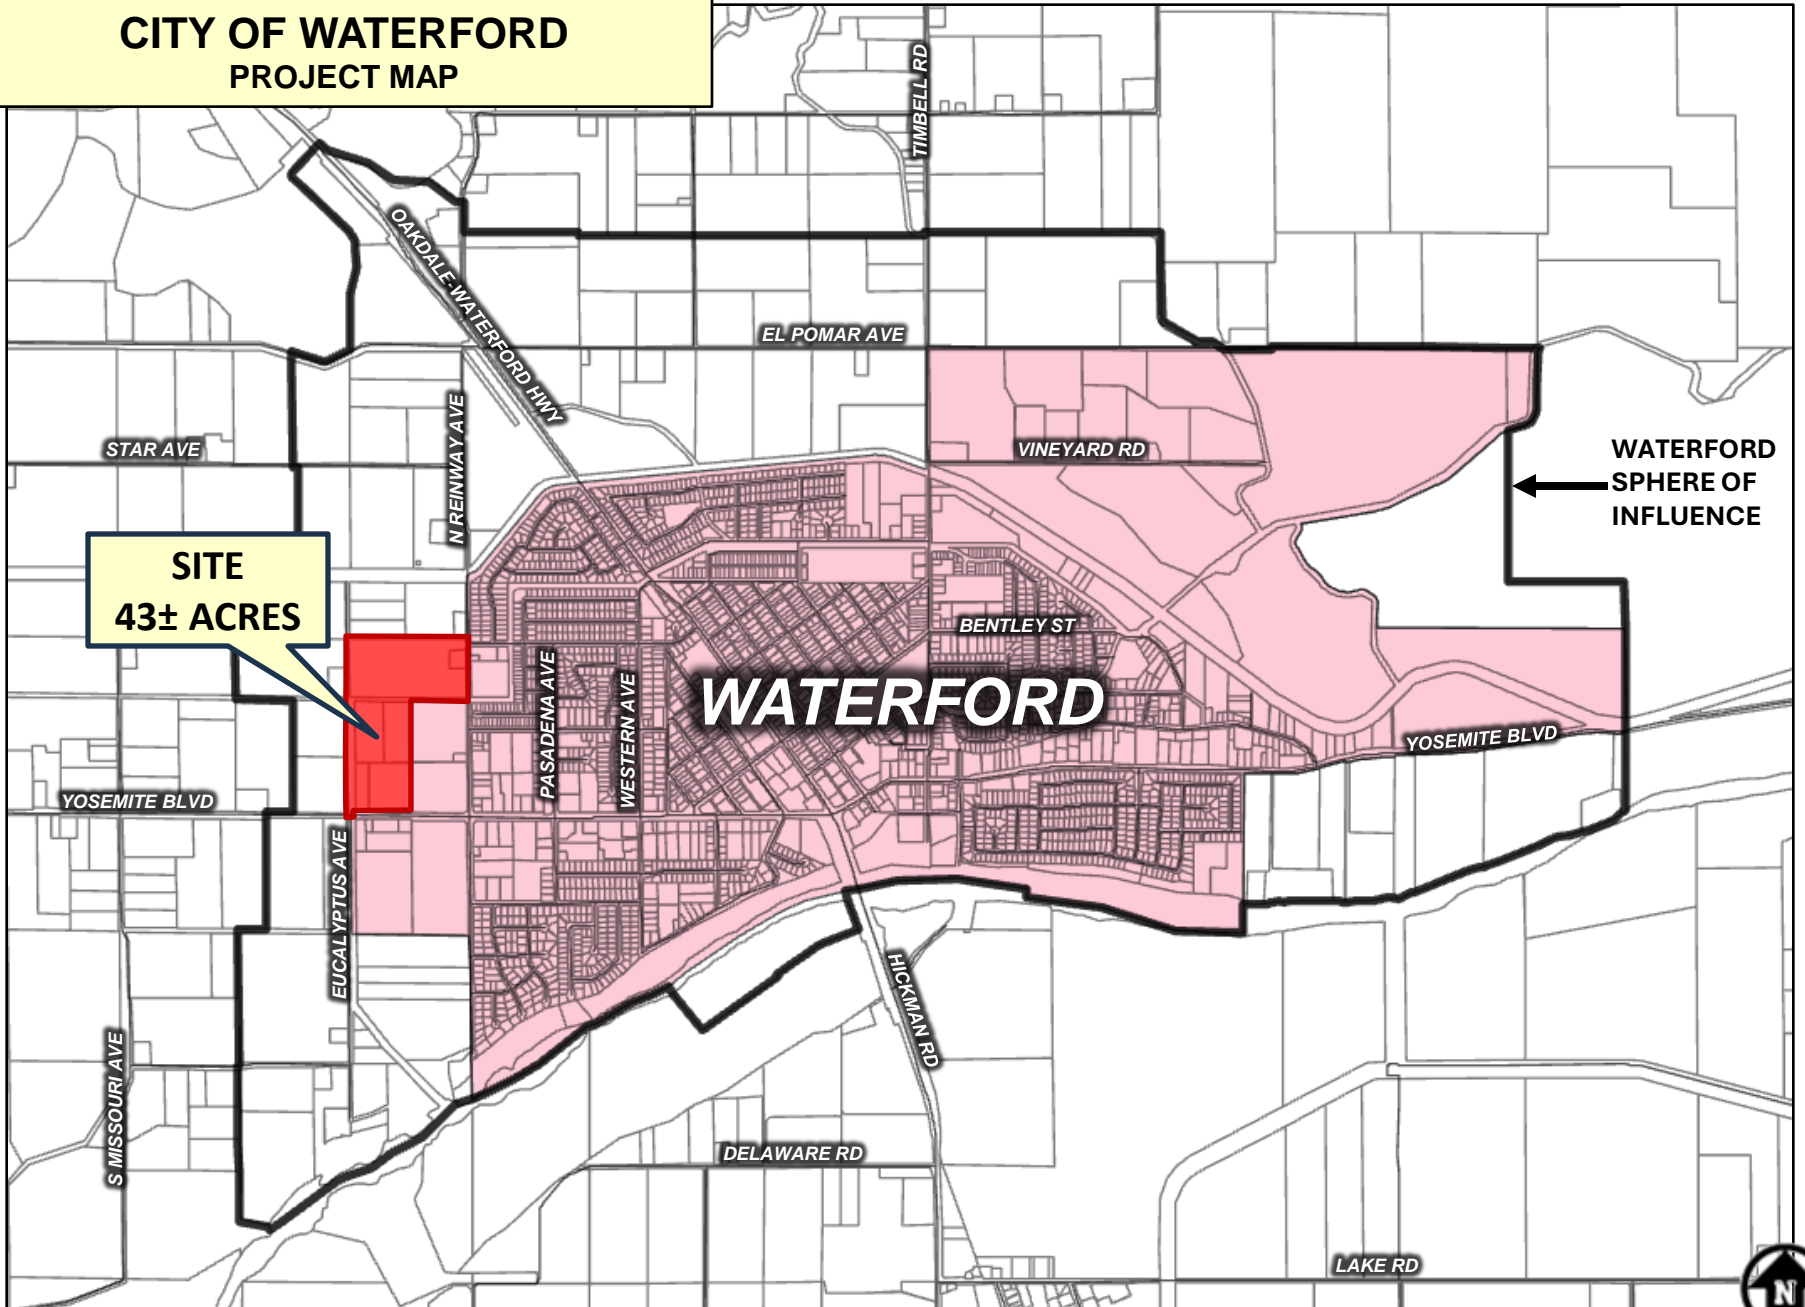 CITY OF WATERFORD
PROJECT MAP
TIMBELL RD
OAKDALE-WATERFORD HWY
EL POMAR AVE
N REINWAY AVE
STAR AVE
VINEYARD RD
WATERFORD
SPHERE OF
INFLUENCE
SITE
43± ACRES
BENTLEY ST
PASADENA AVE
WESTERN AVE
WATERFORD
YOSEMITE BLVD
YOSEMITE BLVD
EUCALYPTUS AVE
HICKMAN RD
S MISSOURI AVE
DELAWARE RD
LAKE RD
N